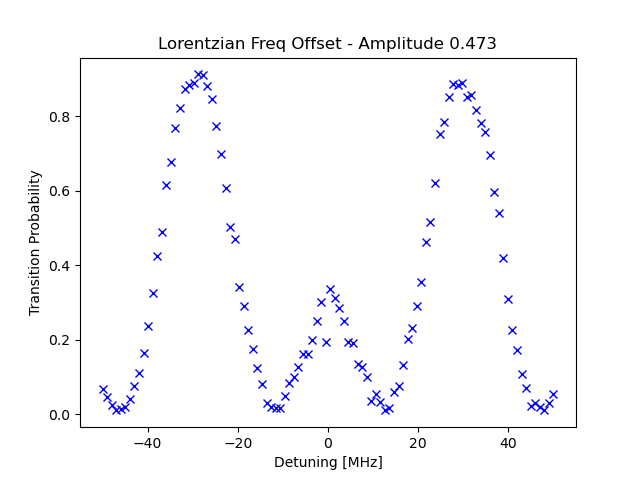 Lorentzian Freq Offset - Amplitude 0.473
Transition Probability
0.8
0.6
0.4
0.2
0.0
−40 −20 0 20 40
Detuning [MHz]